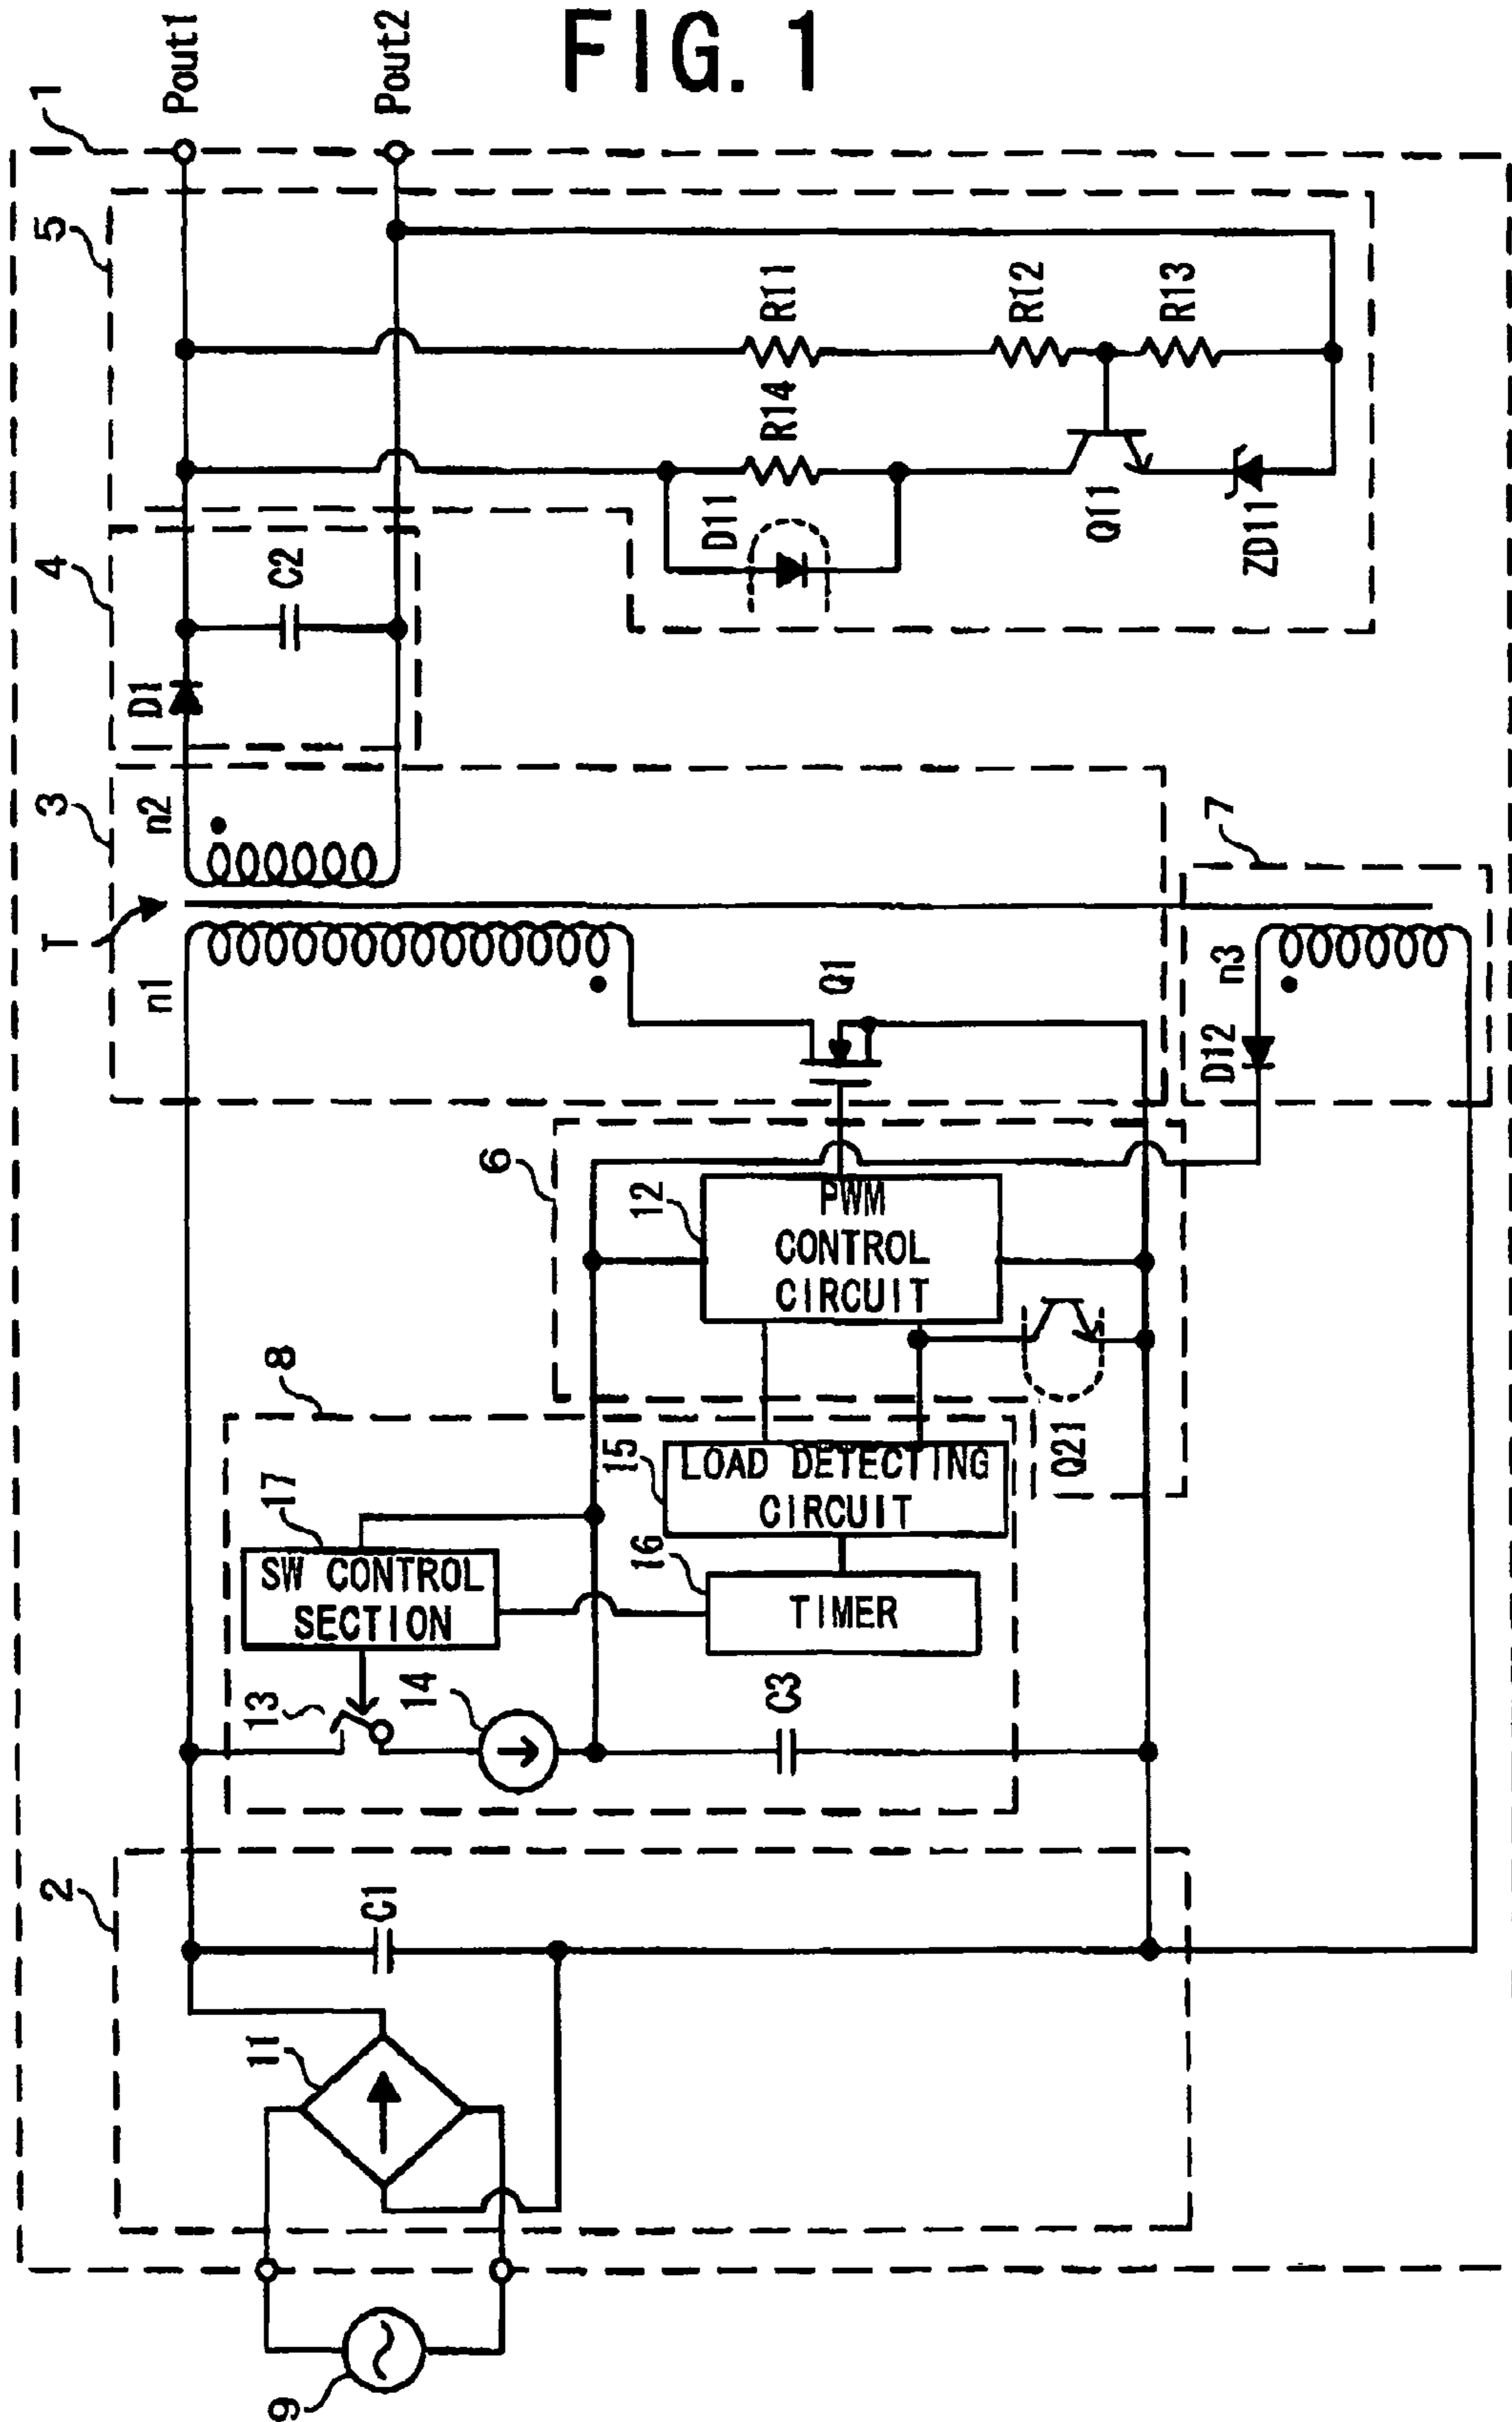 FIG. 1
1
Pout1
Pout2
5
R11
R12
R13
R14
D11
Q11
ZD11
4
D1
C2
3
T
n1
n2
Q1
7
n3
D12
6
12
PWM
CONTROL
CIRCUIT
Q21
8
15
LOAD DETECTING
CIRCUIT
16
TIMER
17
SW CONTROL
SECTION
13
14
C3
2
C1
11
9